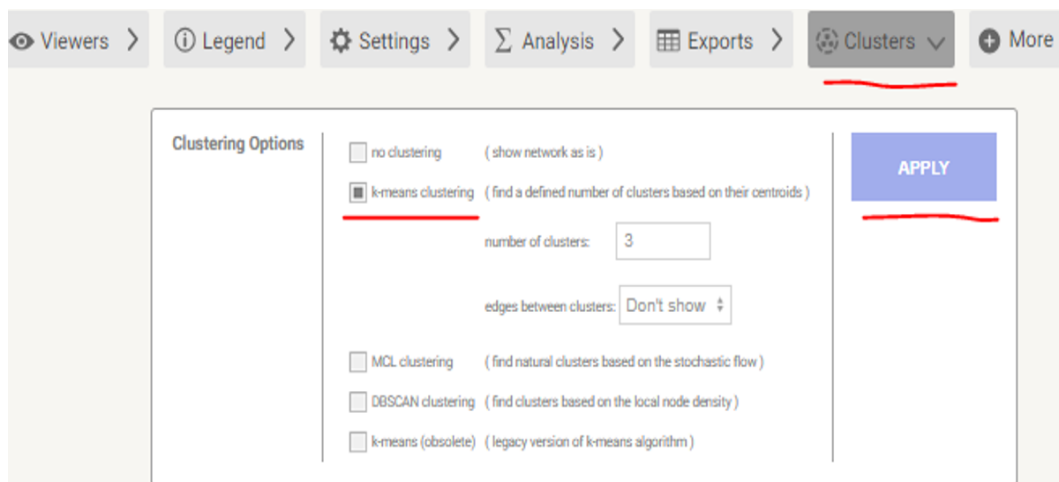 Viewers
Legend
Settings
Analysis
Exports
Clusters
More
Clustering Options
no clustering ( show network as is )
APPLY
k-means clustering ( find a defined number of clusters based on their centroids )
number of clusters: 3
edges between clusters: Don't show
MCL clustering ( find natural clusters based on the stochastic flow )
DBSCAN clustering ( find clusters based on the local node density )
k-means (obsolete) ( legacy version of k-means algorithm )